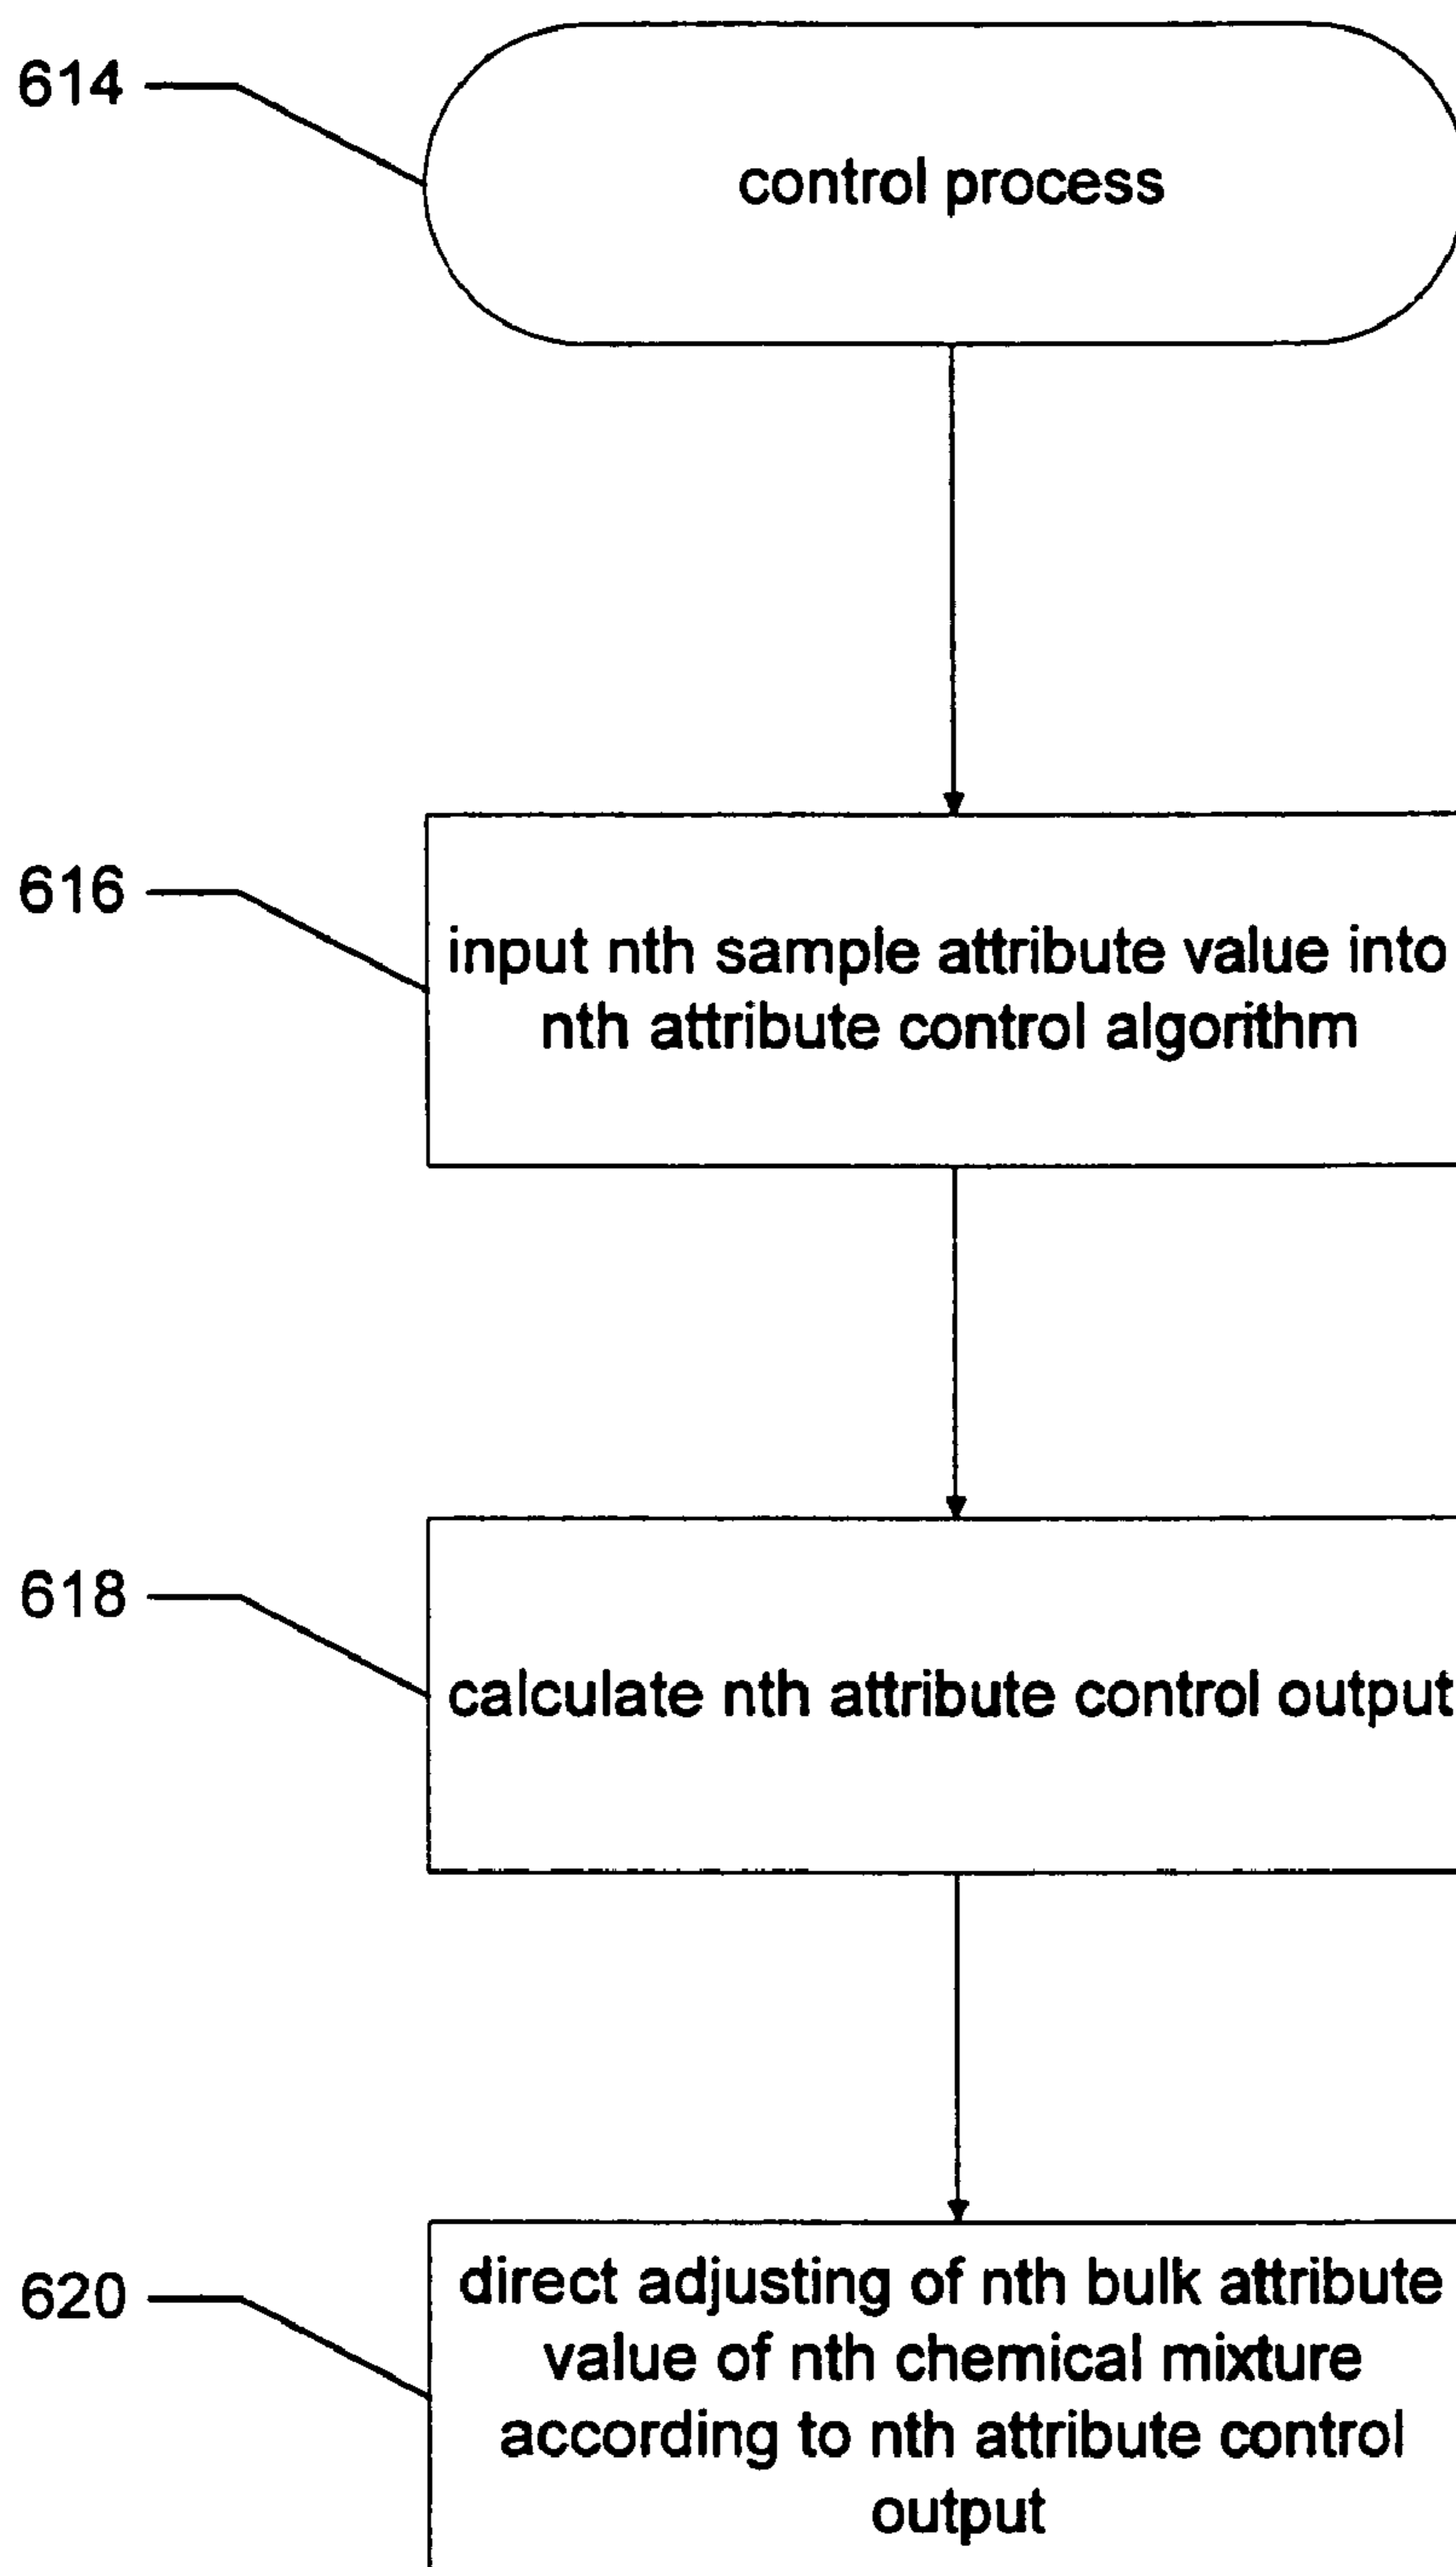 614
control process
616
input nth sample attribute value into
nth attribute control algorithm
618
calculate nth attribute control output
620
direct adjusting of nth bulk attribute
value of nth chemical mixture
according to nth attribute control
output